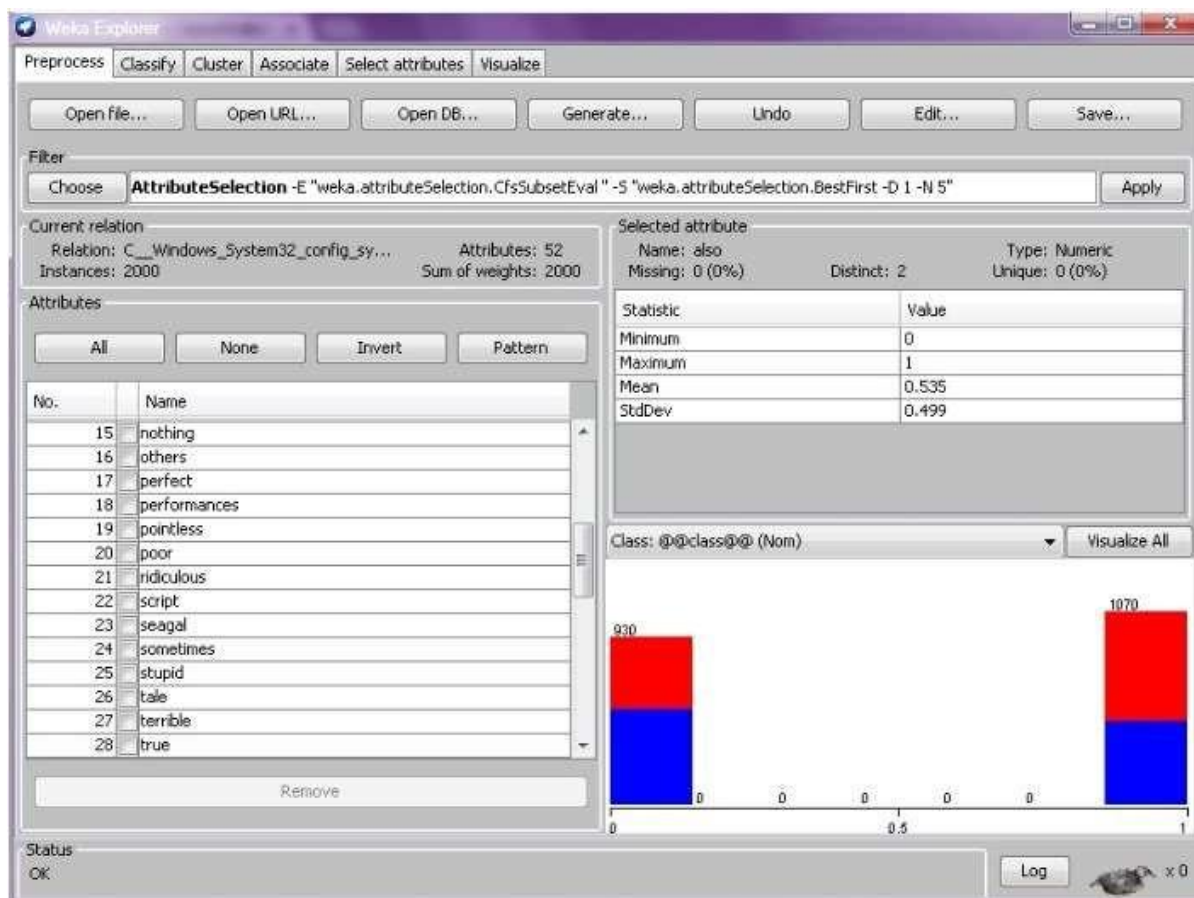 Weka Explorer
Preprocess Classify Cluster Associate Select attributes Visualize
Open file... Open URL... Open DB... Generate... Undo Edit... Save...
Filter
Choose AttributeSelection -E "weka.attributeSelection.CfsSubsetEval " -S "weka.attributeSelection.BestFirst -D 1 -N 5" Apply
Current relation
Relation: C__Windows_System32_config_sy... Attributes: 52
Instances: 2000 Sum of weights: 2000
Attributes
All None Invert Pattern
No. Name
15 nothing
16 others
17 perfect
18 performances
19 pointless
20 poor
21 ridiculous
22 script
23 seagal
24 sometimes
25 stupid
26 tale
27 terrible
28 true
Remove
Selected attribute
Name: also Type: Numeric
Missing: 0 (0%) Distinct: 2 Unique: 0 (0%)
Statistic Value
Minimum 0
Maximum 1
Mean 0.535
StdDev 0.499
Class: @@class@@ (Nom) Visualize All
930 1070
0 0 0 0 0
0 0.5 1
Status
OK
Log x 0